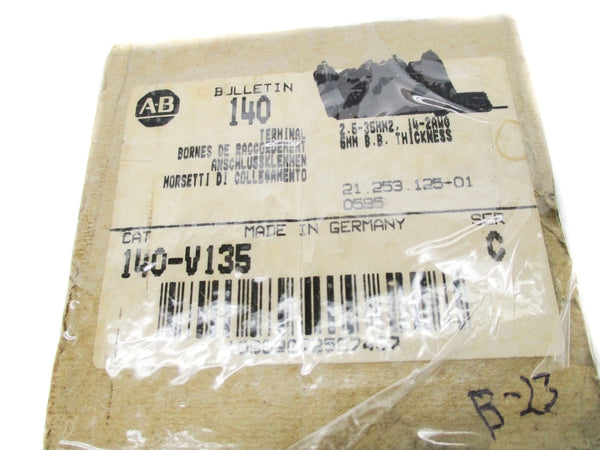 A-B
BULLETIN
140
TERMINAL
BORNES DE RACCORDEMENT
ANSCHLUSSKLEMMEN
MORSETTI DI COLLEGAMENTO
2.5-35MM2, 14-2AWG
6MM B.B. THICKNESS
21.253.125-01
0595
MADE IN GERMANY
CAT
SER
140-V135
C
B-23